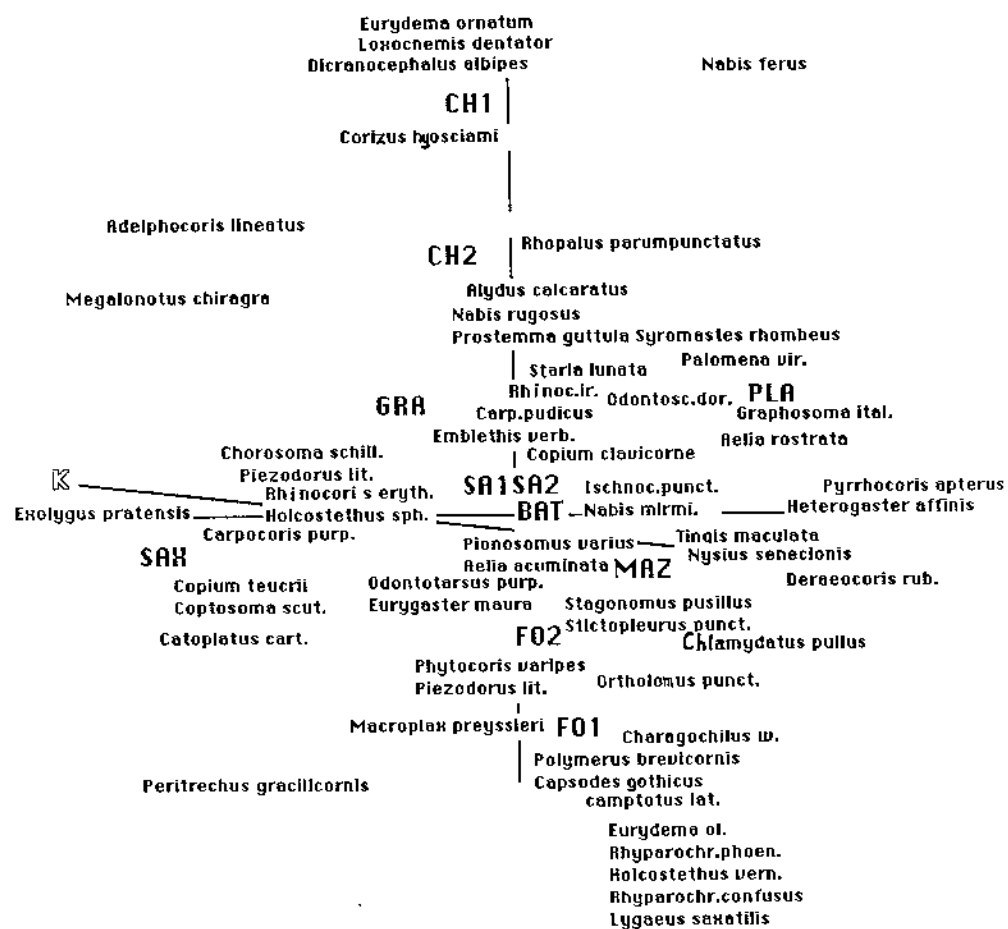 Eurydema ornatum
Loxocnemis dentator
Dicranocephalus albipes
Nabis ferus
CH1
Corizus hyosciami
Adelphocoris lineatus
Rhopalus parumpunctatus
CH2
Alydus calcaratus
Megalonotus chiragra
Nabis rugosus
Prostemma guttula Syromastes rhombeus
Palomena vir.
Staria lunata
Rhinoc.ir.
Odontosc.dor.
PLA
GRA
Carp.pudicus
Graphosoma ital.
Emblethis verb.
Aelia rostrata
Chorosoma schill.
Copium clavicorne
K
Piezodorus lit.
Rhinocori s eryth.
SA1SA2
Ischnoc.punct.
Pyrrhocoris apterus
Exolygus pratensis
Holcostethus sph.
BAT
Nabis mirmi.
Heterogaster affinis
Carpocoris purp.
Pionosomus varius
Tingis maculata
SAX
Aelia acuminata
MAZ
Nysius senecionis
Copium teucrii
Odontotarsus purp.
Deraeocoris rub.
Coptosoma scut.
Eurygaster maura
Stagonomus pusillus
Catoplatus cart.
FO2
Stictopleurus punct.
Chlamydatus pullus
Phytocoris varipes
Ortholomus punct.
Piezodorus lit.
Macroplax preyssleri
FO1
Charagochilus w.
Polymerus brevicornis
Peritrechus gracilicornis
Capsodes gothicus
camptotus lat.
Eurydema ol.
Rhyparochr.phoen.
Holcostethus vern.
Rhyparochr.confusus
Lygaeus saxatilis